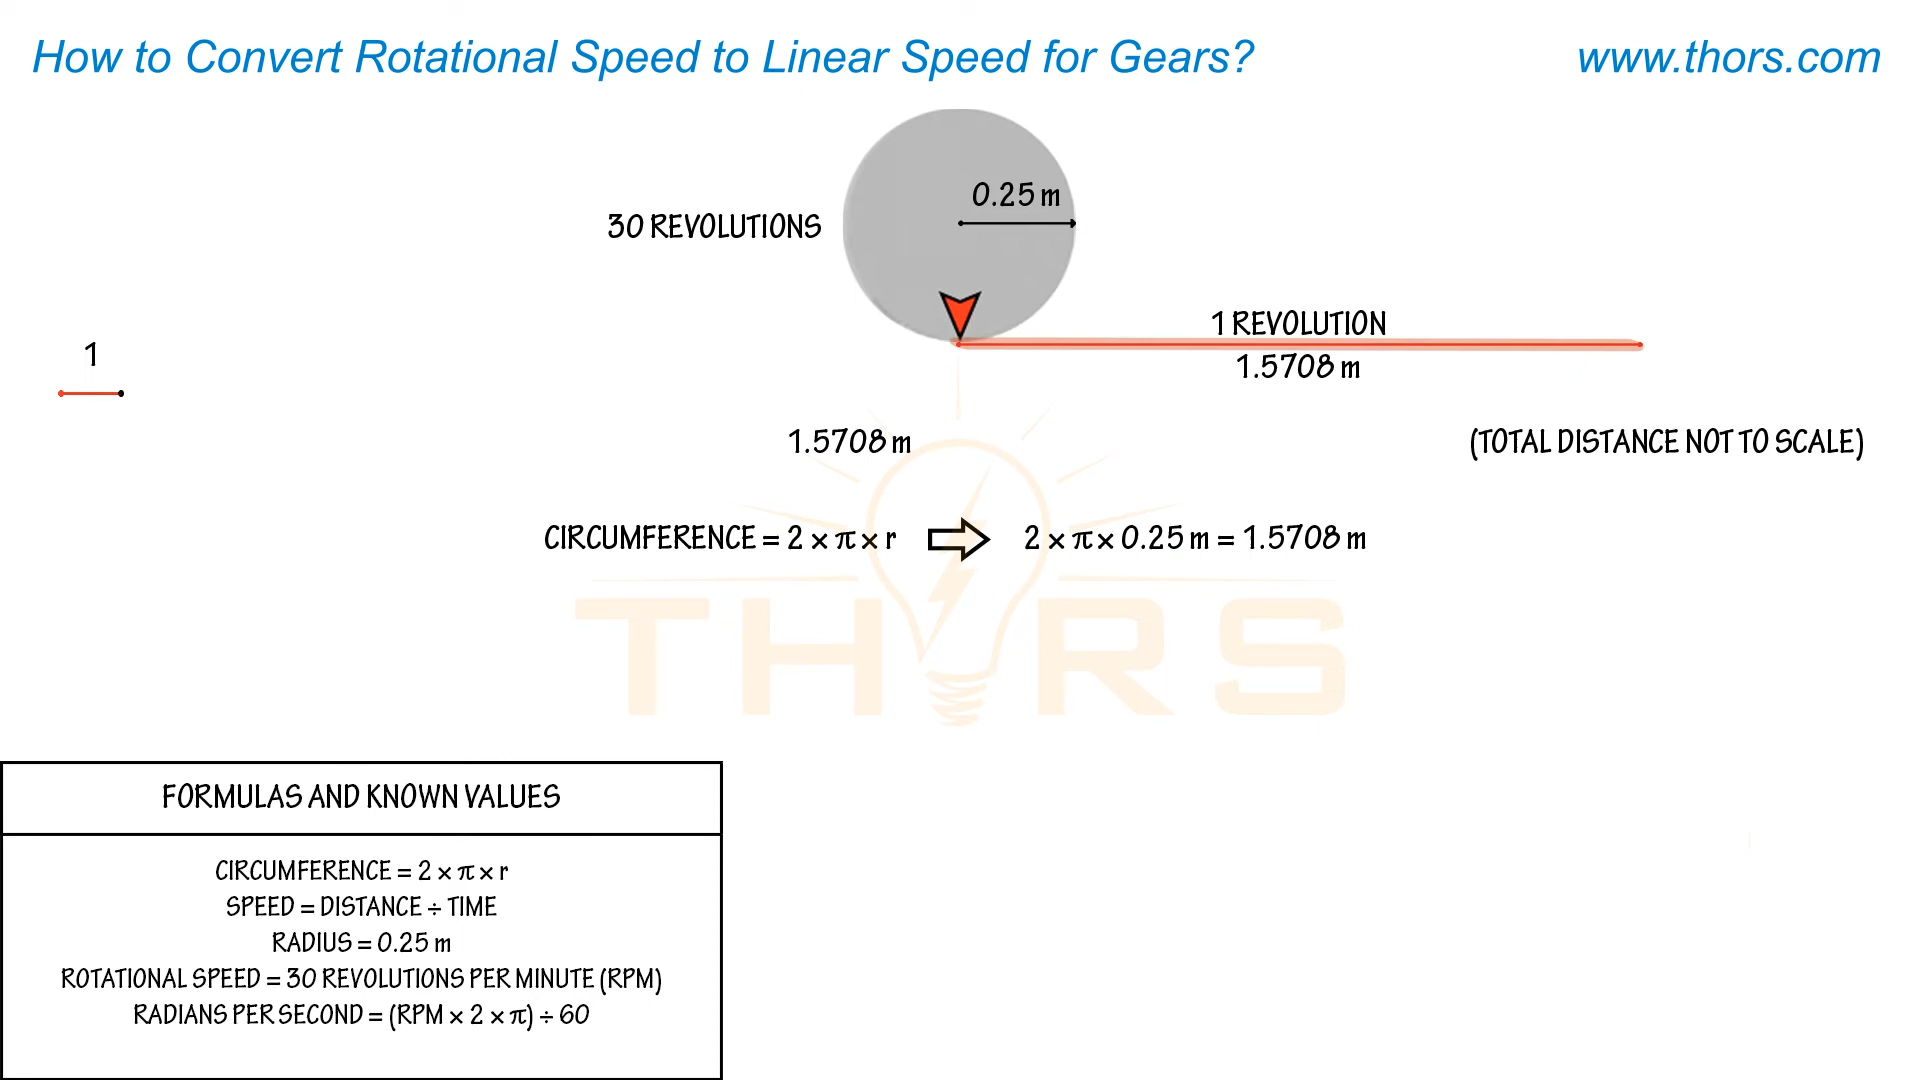 How to Convert Rotational Speed to Linear Speed for Gears?
www.thors.com
0.25 m
30 REVOLUTIONS
1 REVOLUTION
1.5708 m
1
1.5708 m
(TOTAL DISTANCE NOT TO SCALE)
CIRCUMFERENCE = 2 × π × r
2 × π × 0.25 m = 1.5708 m
THORS
FORMULAS AND KNOWN VALUES
CIRCUMFERENCE = 2 × π × r
SPEED = DISTANCE ÷ TIME
RADIUS = 0.25 m
ROTATIONAL SPEED = 30 REVOLUTIONS PER MINUTE (RPM)
RADIANS PER SECOND = (RPM × 2 × π) ÷ 60